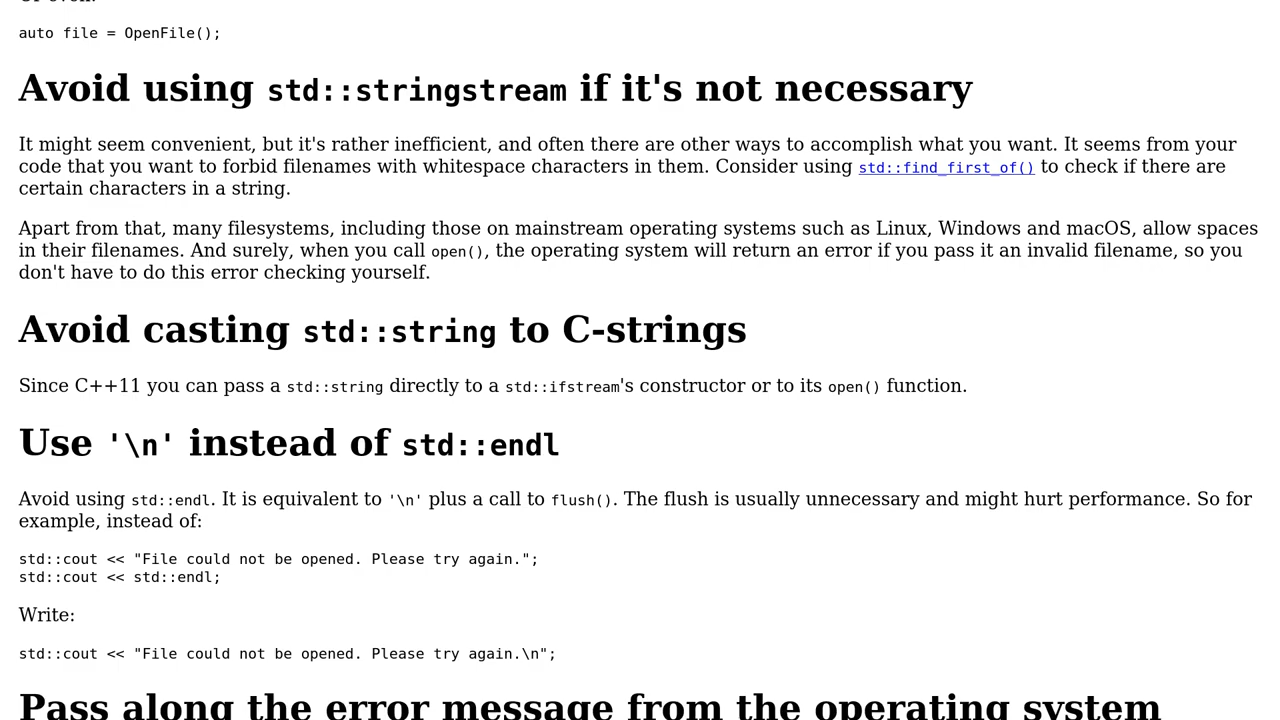 auto file = OpenFile();
Avoid using std::stringstream if it's not necessary
It might seem convenient, but it's rather inefficient, and often there are other ways to accomplish what you want. It seems from your
code that you want to forbid filenames with whitespace characters in them. Consider using std::find_first_of() to check if there are
certain characters in a string.
Apart from that, many filesystems, including those on mainstream operating systems such as Linux, Windows and macOS, allow spaces
in their filenames. And surely, when you call open(), the operating system will return an error if you pass it an invalid filename, so you
don't have to do this error checking yourself.
Avoid casting std::string to C-strings
Since C++11 you can pass a std::string directly to a std::ifstream's constructor or to its open() function.
Use '\n' instead of std::endl
Avoid using std::endl. It is equivalent to '\n' plus a call to flush(). The flush is usually unnecessary and might hurt performance. So for
example, instead of:
std::cout << "File could not be opened. Please try again.";
std::cout << std::endl;
Write:
std::cout << "File could not be opened. Please try again.\n";
Pass along the error message from the operating system